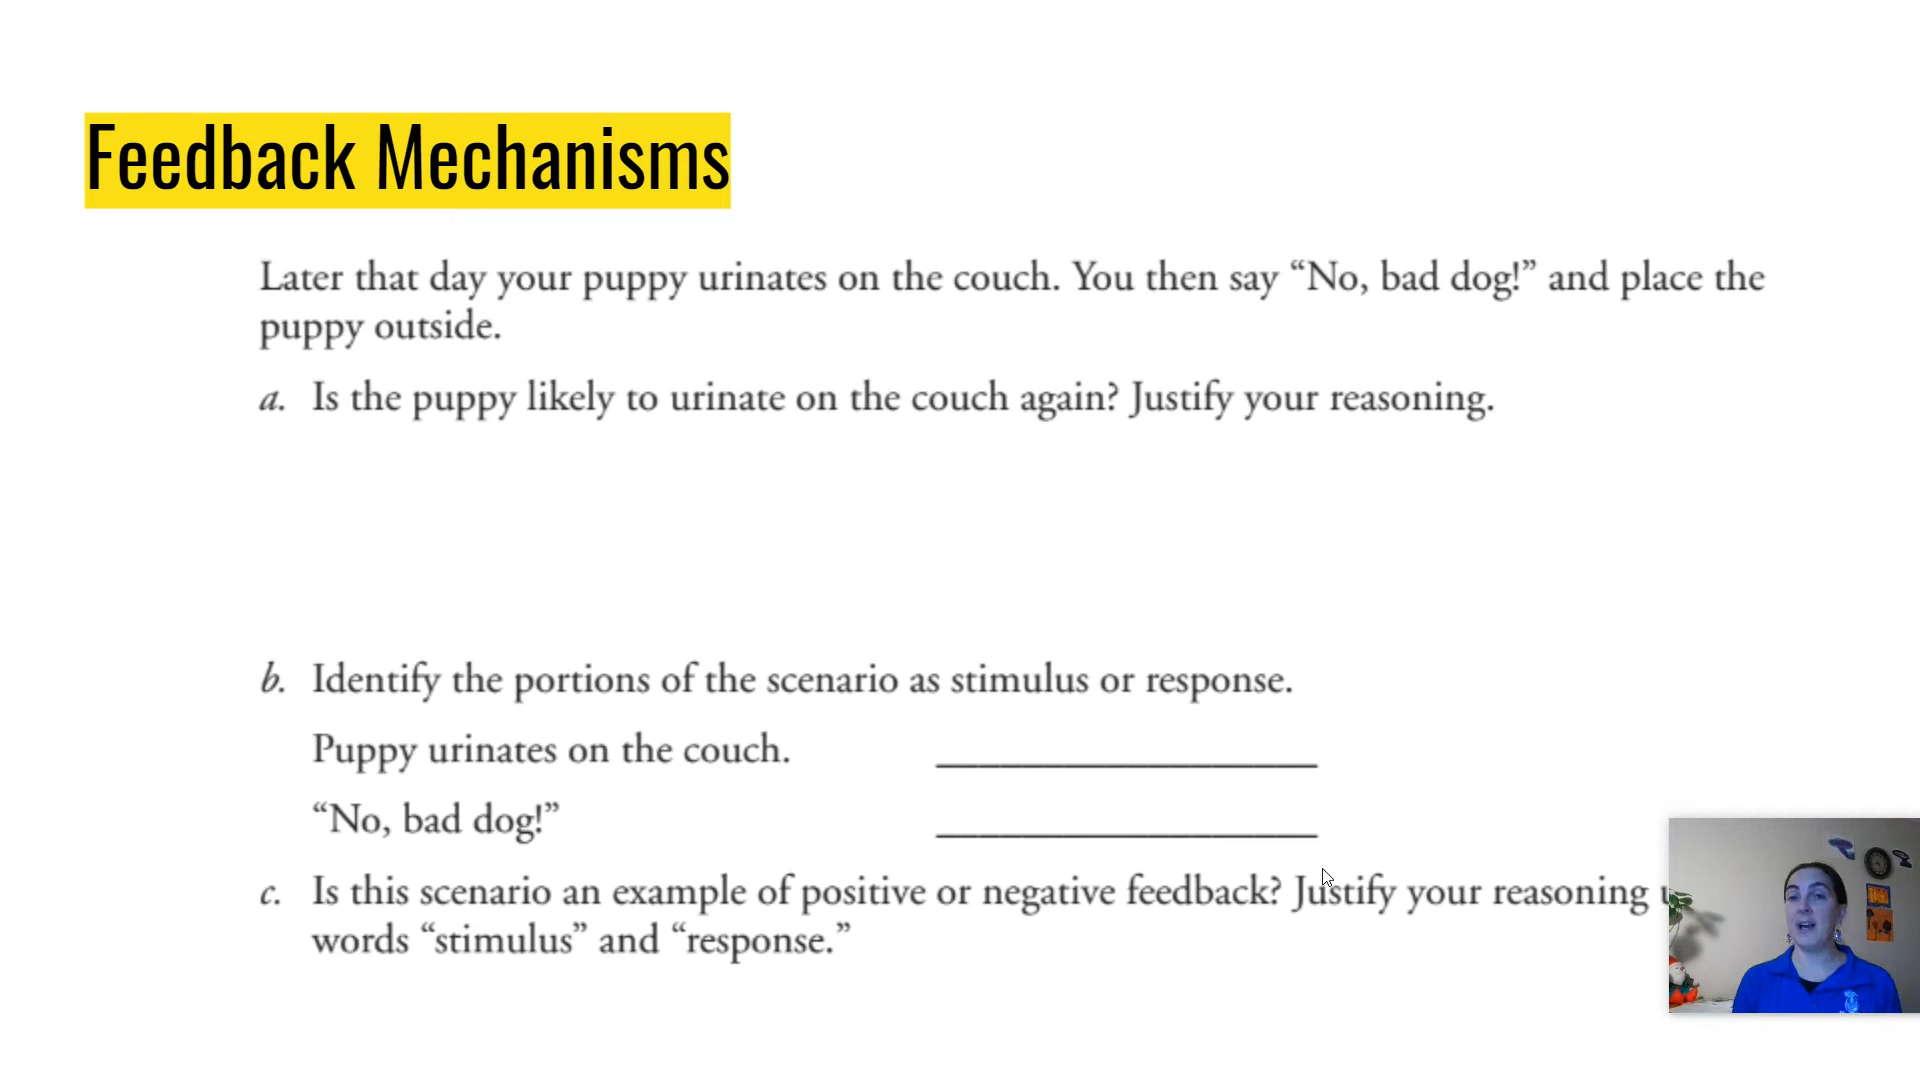 Feedback Mechanisms
Later that day your puppy urinates on the couch. You then say “No, bad dog!” and place the
puppy outside.
a. Is the puppy likely to urinate on the couch again? Justify your reasoning.
b. Identify the portions of the scenario as stimulus or response.
Puppy urinates on the couch.
“No, bad dog!”
c. Is this scenario an example of positive or negative feedback? Justify your reasoning
words “stimulus” and “response.”